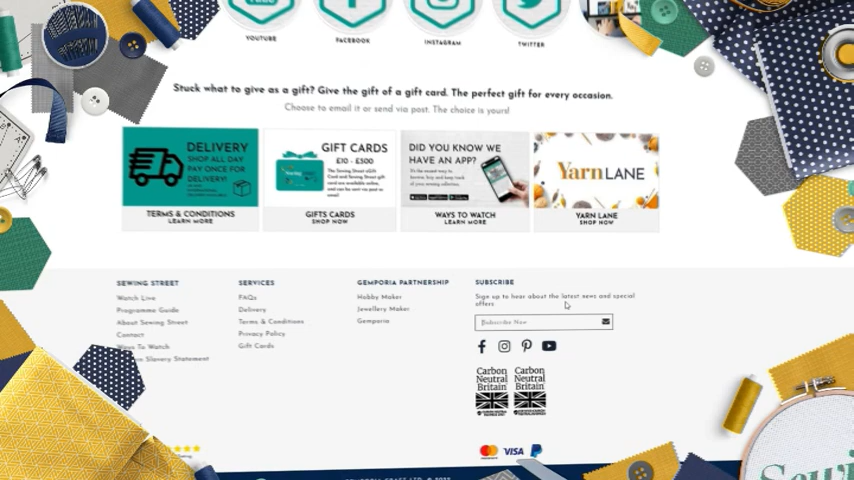 YOUTUBE
FACEBOOK
INSTAGRAM
TWITTER
Stuck what to give as a gift? Give the gift of a gift card. The perfect gift for every occasion.
Choose to email it or send via post. The choice is yours!
DELIVERY
SHOP ALL DAY
PAY ONCE FOR
DELIVERY!
TERMS & CONDITIONS
LEARN MORE
GIFT CARDS
£10 - £500
GIFTS CARDS
SHOP NOW
DID YOU KNOW WE
HAVE AN APP?
WAYS TO WATCH
LEARN MORE
Yarn LANE
YARN LANE
SHOP NOW
SEWING STREET
Watch Live
Programme Guide
About Sewing Street
Contact
Ways To Watch
Slavery Statement
SERVICES
FAQs
Delivery
Terms & Conditions
Privacy Policy
Gift Cards
GEMPORIA PARTNERSHIP
Hobby Maker
Jewellery Maker
Gemporia
SUBSCRIBE
Sign up to hear about the latest news and special
offers
Subscribe Now
Carbon
Neutral
Britain
Carbon
Neutral
Britain
VISA